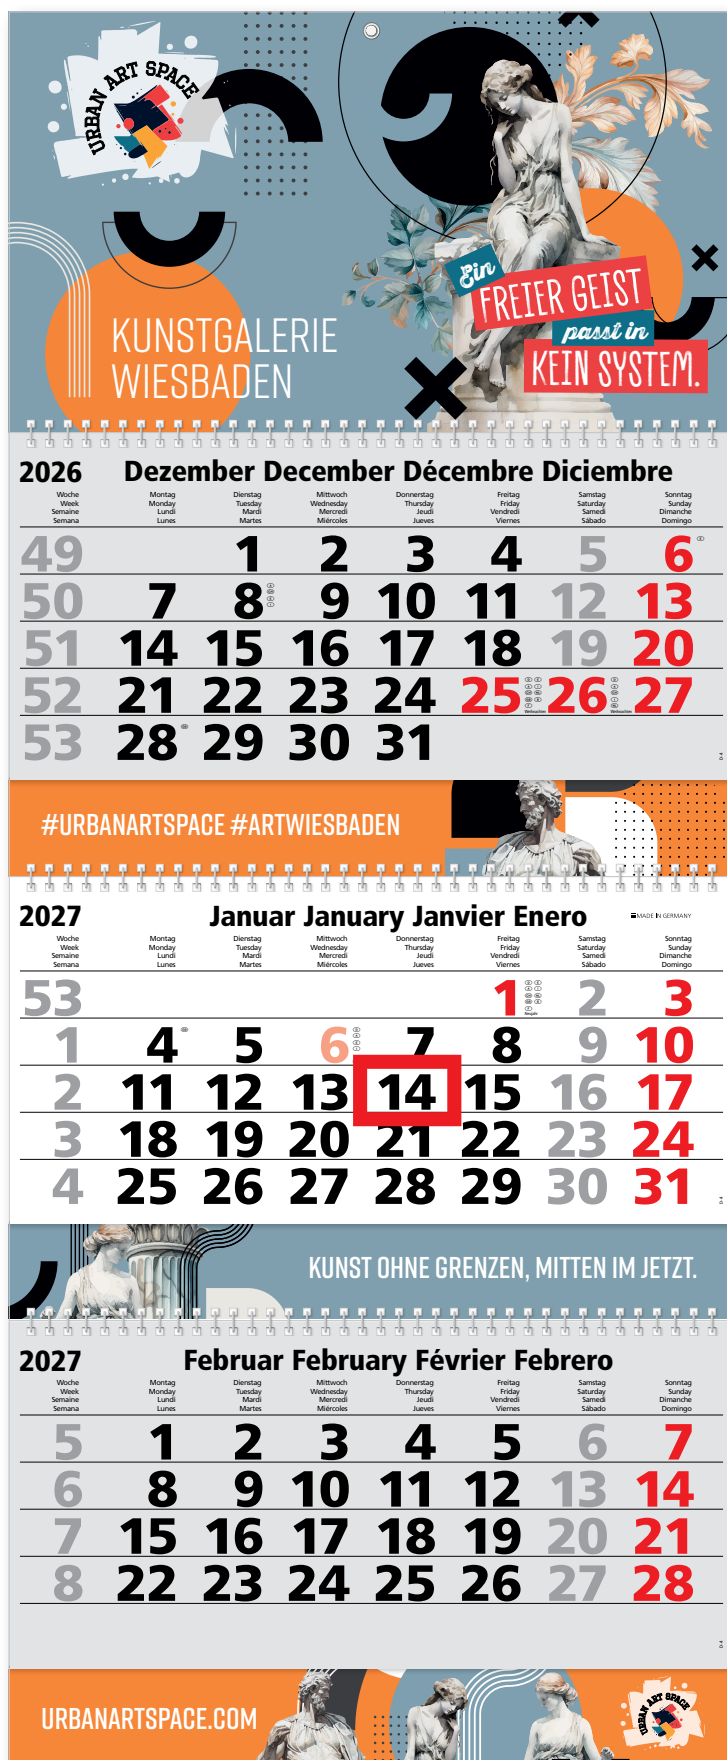 URBAN ART SPACE
Ein
FREIER GEIST
passt in
KEIN SYSTEM.
KUNSTGALERIE
WIESBADEN
2026 Dezember December Décembre Diciembre
Woche Montag Dienstag Mittwoch Donnerstag Freitag Samstag Sonntag
Week Monday Tuesday Wednesday Thursday Friday Saturday Sunday
Semaine Lundi Mardi Mercredi Jeudi Vendredi Samedi Dimanche
Semana Lunes Martes Miércoles Jueves Viernes Sábado Domingo
49 1 2 3 4 5 6
50 7 8 9 10 11 12 13
51 14 15 16 17 18 19 20
52 21 22 23 24 25 26 27
Weihnachten Weihnachten
53 28 29 30 31
D-4
#URBANARTSPACE #ARTWIESBADEN
2027 Januar January Janvier Enero MADE IN GERMANY
Woche Montag Dienstag Mittwoch Donnerstag Freitag Samstag Sonntag
Week Monday Tuesday Wednesday Thursday Friday Saturday Sunday
Semaine Lundi Mardi Mercredi Jeudi Vendredi Samedi Dimanche
Semana Lunes Martes Miércoles Jueves Viernes Sábado Domingo
53 1 2 3
Neujahr
1 4 5 6 7 8 9 10
2 11 12 13 14 15 16 17
3 18 19 20 21 22 23 24
4 25 26 27 28 29 30 31
D-4
KUNST OHNE GRENZEN, MITTEN IM JETZT.
2027 Februar February Février Febrero
Woche Montag Dienstag Mittwoch Donnerstag Freitag Samstag Sonntag
Week Monday Tuesday Wednesday Thursday Friday Saturday Sunday
Semaine Lundi Mardi Mercredi Jeudi Vendredi Samedi Dimanche
Semana Lunes Martes Miércoles Jueves Viernes Sábado Domingo
5 1 2 3 4 5 6 7
6 8 9 10 11 12 13 14
7 15 16 17 18 19 20 21
8 22 23 24 25 26 27 28
D-4
URBANARTSPACE.COM
URBAN ART SPACE